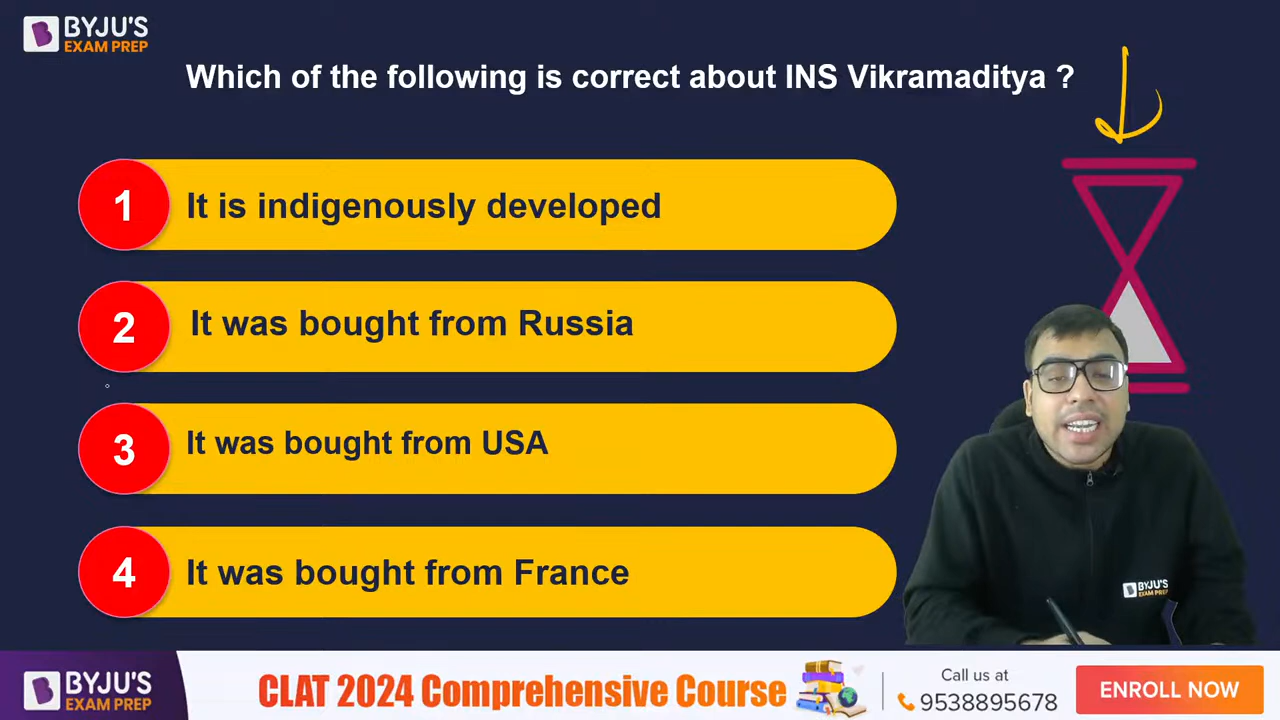 BYJU'S
EXAM PREP
Which of the following is correct about INS Vikramaditya ?
1
It is indigenously developed
2
It was bought from Russia
3
It was bought from USA
4
It was bought from France
BYJU'S
EXAM PREP
BYJU'S
EXAM PREP
CLAT 2024 Comprehensive Course
Call us at
9538895678
ENROLL NOW